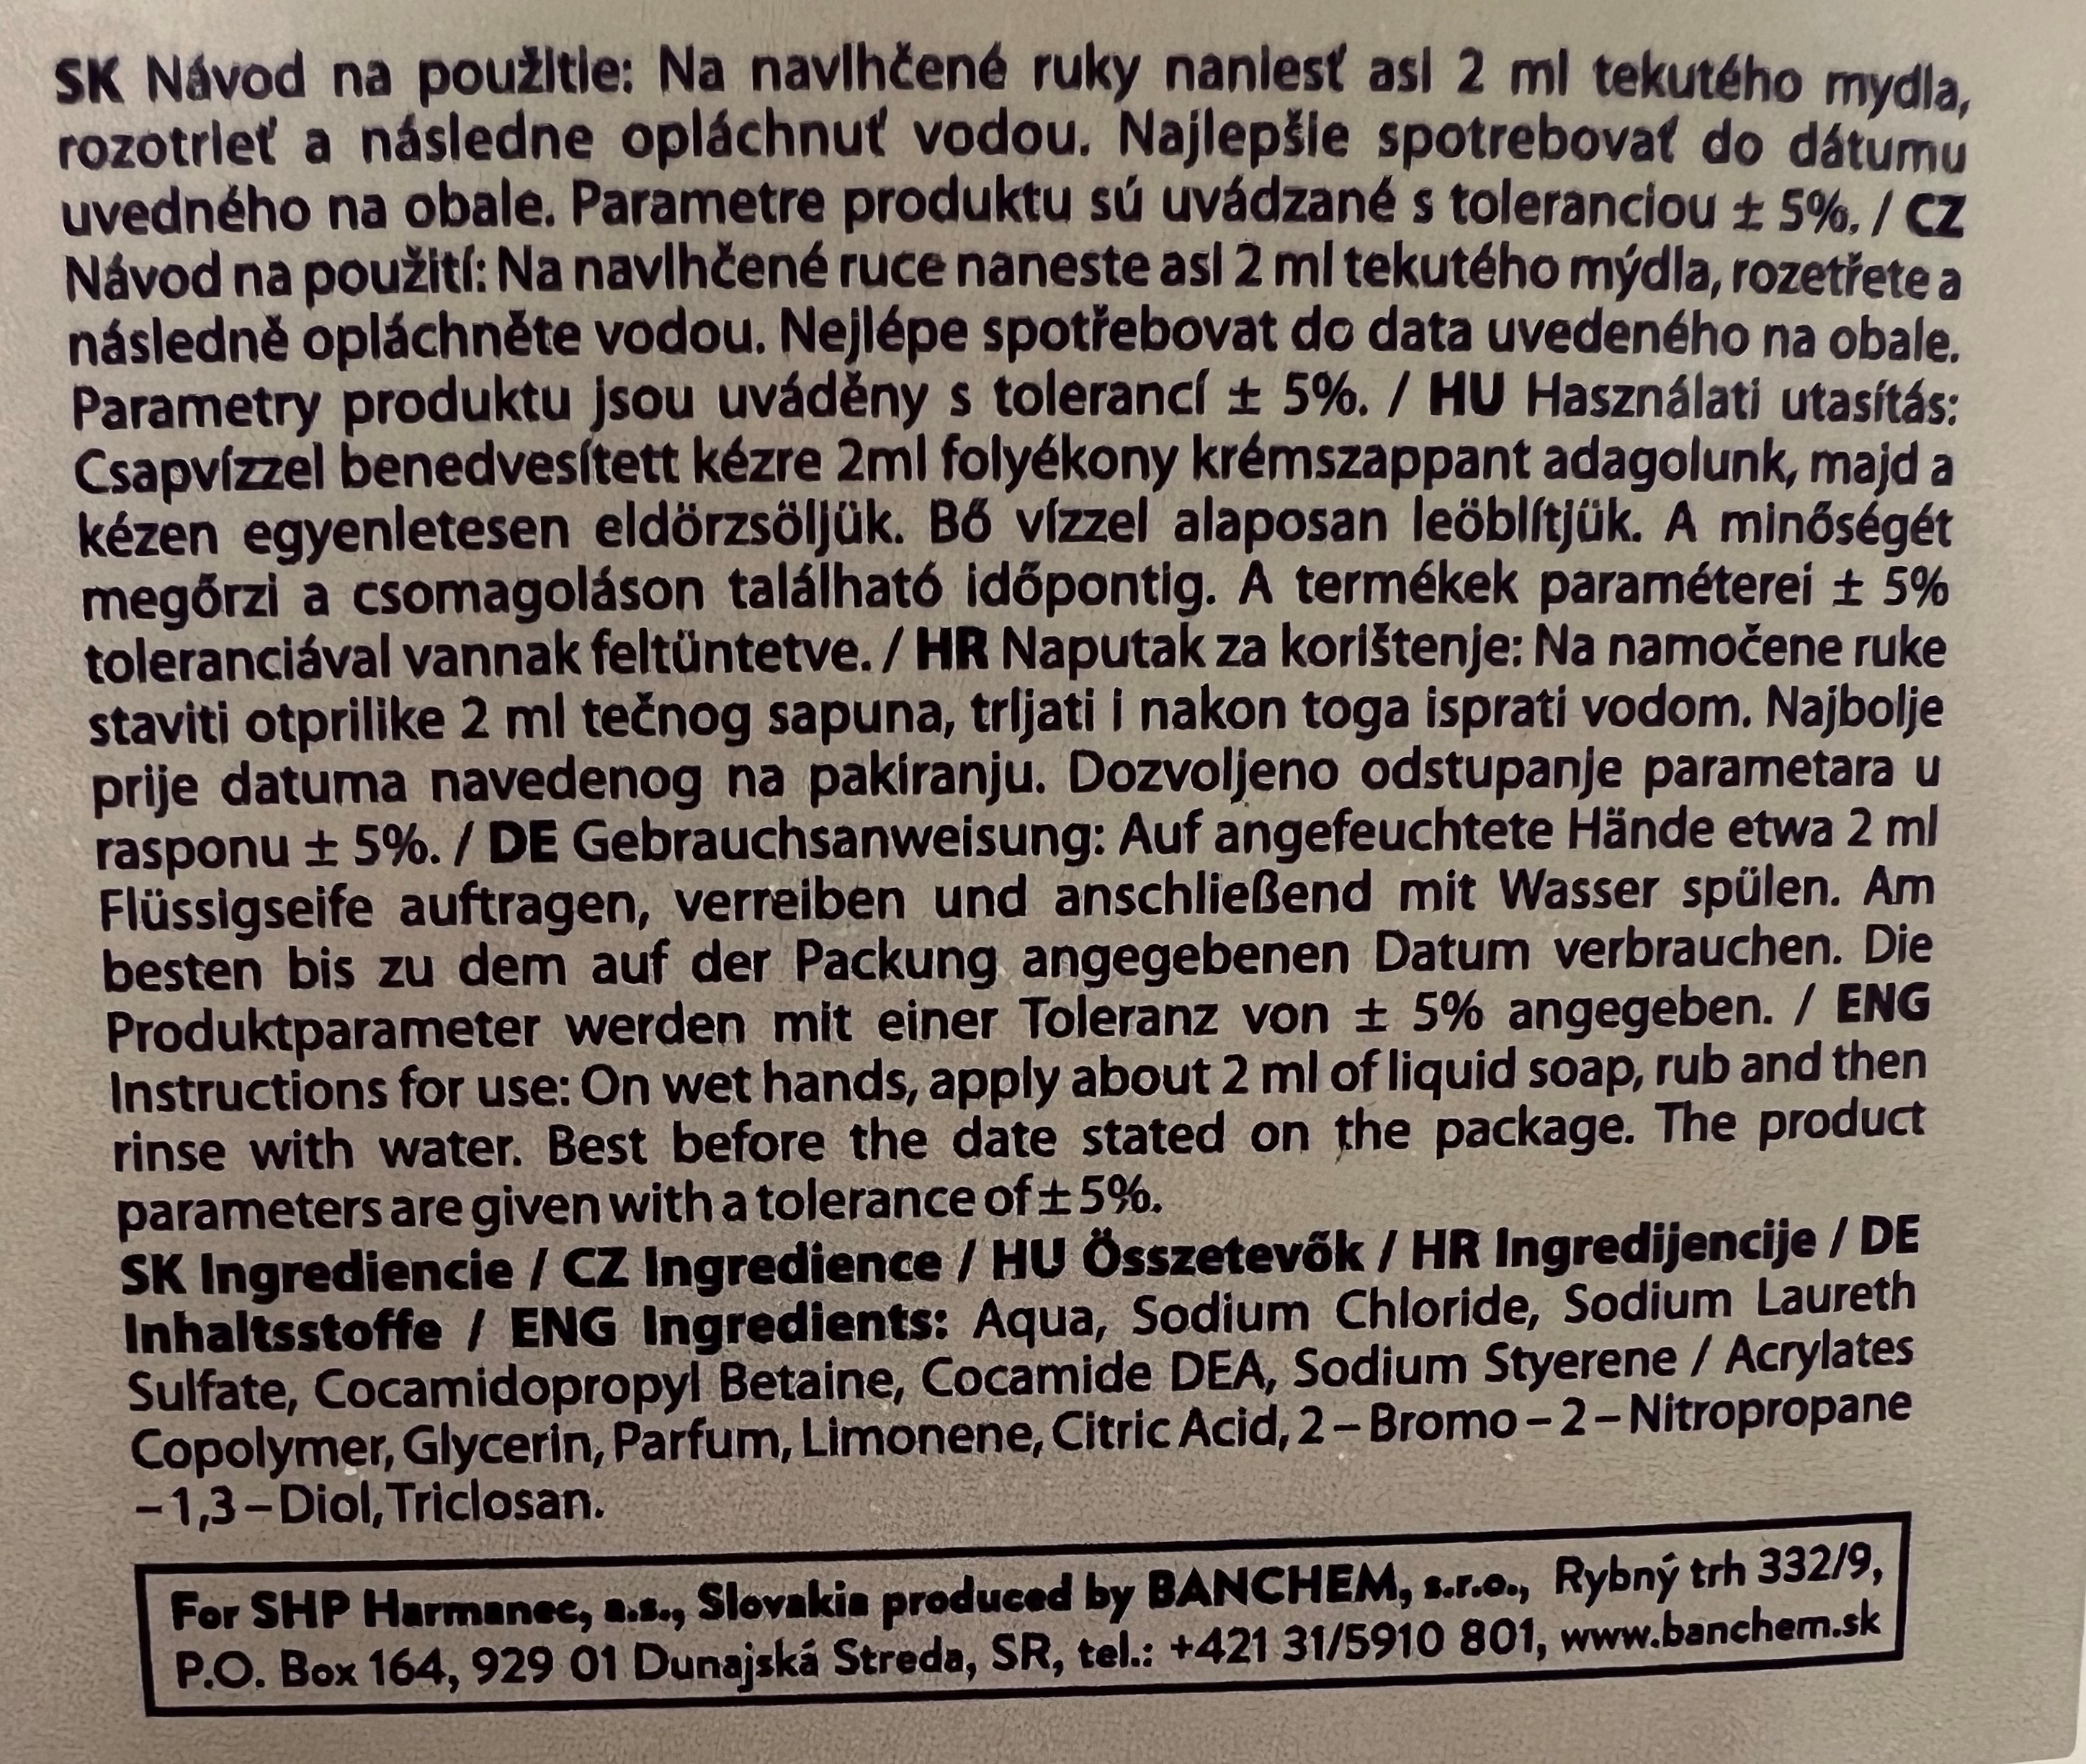 SK Návod na použitie: Na navlhčené ruky naniesť asi 2 ml tekutého mydla,
rozotrieť a následne opláchnuť vodou. Najlepšie spotrebovať do dátumu
uvedného na obale. Parametre produktu sú uvádzané s toleranciou ± 5%. / CZ
Návod na použití: Na navlhčené ruce naneste asi 2 ml tekutého mýdla, rozetřete a
následně opláchněte vodou. Nejlépe spotřebovat do data uvedeného na obale.
Parametry produktu jsou uváděny s tolerancí ± 5%. / HU Használati utasítás:
Csapvízzel benedvesített kézre 2ml folyékony krémszappant adagolunk, majd a
kézen egyenletesen eldörzsöljük. Bő vízzel alaposan leöblítjük. A minőségét
megőrzi a csomagoláson található időpontig. A termékek paraméterei ± 5%
toleranciával vannak feltüntetve. / HR Naputak za korištenje: Na namočene ruke
staviti otprilike 2 ml tečnog sapuna, trljati i nakon toga isprati vodom. Najbolje
prije datuma navedenog na pakiranju. Dozvoljeno odstupanje parametara u
rasponu ± 5%. / DE Gebrauchsanweisung: Auf angefeuchtete Hände etwa 2 ml
Flüssigseife auftragen, verreiben und anschließend mit Wasser spülen. Am
besten bis zu dem auf der Packung angegebenen Datum verbrauchen. Die
Produktparameter werden mit einer Toleranz von ± 5% angegeben. / ENG
Instructions for use: On wet hands, apply about 2 ml of liquid soap, rub and then
rinse with water. Best before the date stated on the package. The product
parameters are given with a tolerance of ± 5%.
SK Ingrediencie / CZ Ingredience / HU Összetevők / HR Ingredijencije / DE
Inhaltsstoffe / ENG Ingredients: Aqua, Sodium Chloride, Sodium Laureth
Sulfate, Cocamidopropyl Betaine, Cocamide DEA, Sodium Styerene / Acrylates
Copolymer, Glycerin, Parfum, Limonene, Citric Acid, 2 – Bromo – 2 – Nitropropane
– 1,3 – Diol, Triclosan.
For SHP Harmanec, a.s., Slovakia produced by BANCHEM, s.r.o., Rybný trh 332/9,
P.O. Box 164, 929 01 Dunajská Streda, SR, tel.: +421 31/5910 801, www.banchem.sk